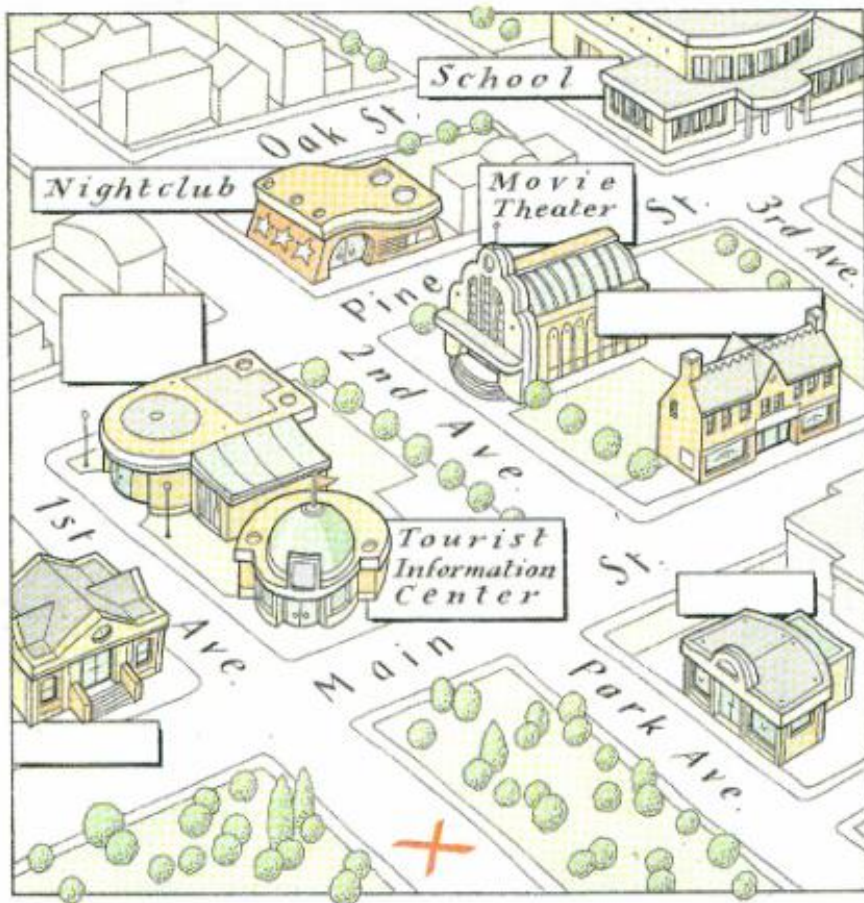 School
Oak St.
Nightclub
Movie
Theater
St.
3rd Ave.
Pine
2nd Ave.
1st
Ave.
Tourist
Information
Center
St.
Main
Park Ave.